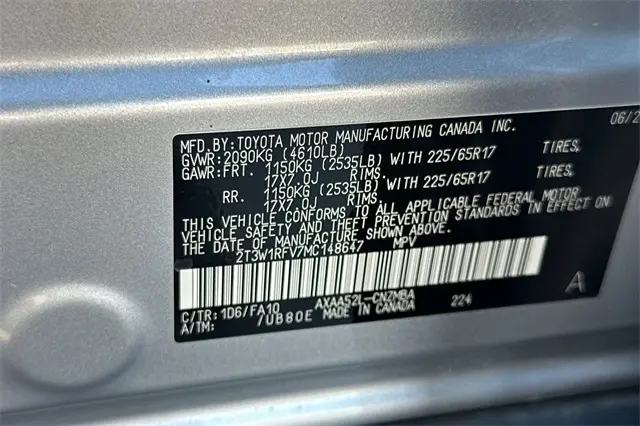 MFD.BY:TOYOTA MOTOR MANUFACTURING CANADA INC. 06/2
GVWR:2090KG (4610LB)
GAWR:FRT. 1150KG (2535LB) WITH 225/65R17 TIRES,
17X7.0J RIMS.
RR. 1150KG (2535LB) WITH 225/65R17 TIRES,
17X7.0J RIMS.
THIS VEHICLE CONFORMS TO ALL APPLICABLE FEDERAL MOTOR
VEHICLE SAFETY AND THEFT PREVENTION STANDARDS IN EFFECT ON
THE DATE OF MANUFACTURE SHOWN ABOVE.
2T3W1RFV7MC148647 MPV
C/TR:1D6/FA10 AXAA52L-CNZMBA 224 A
A/TM: /UB80E MADE IN CANADA